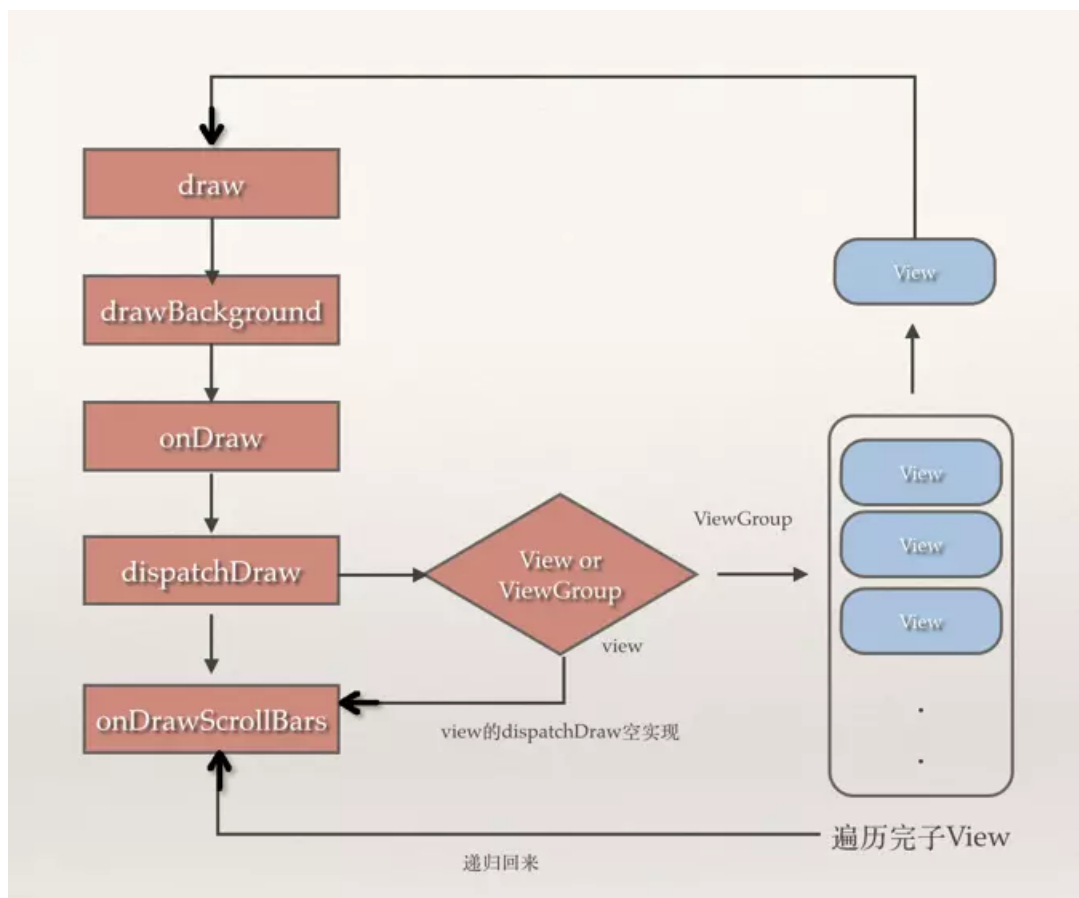 draw
drawBackground
onDraw
dispatchDraw
onDrawScrollBars
View or
ViewGroup
view
view的dispatchDraw空实现
ViewGroup
View
View
View
View
.
.
遍历完子View
递归回来